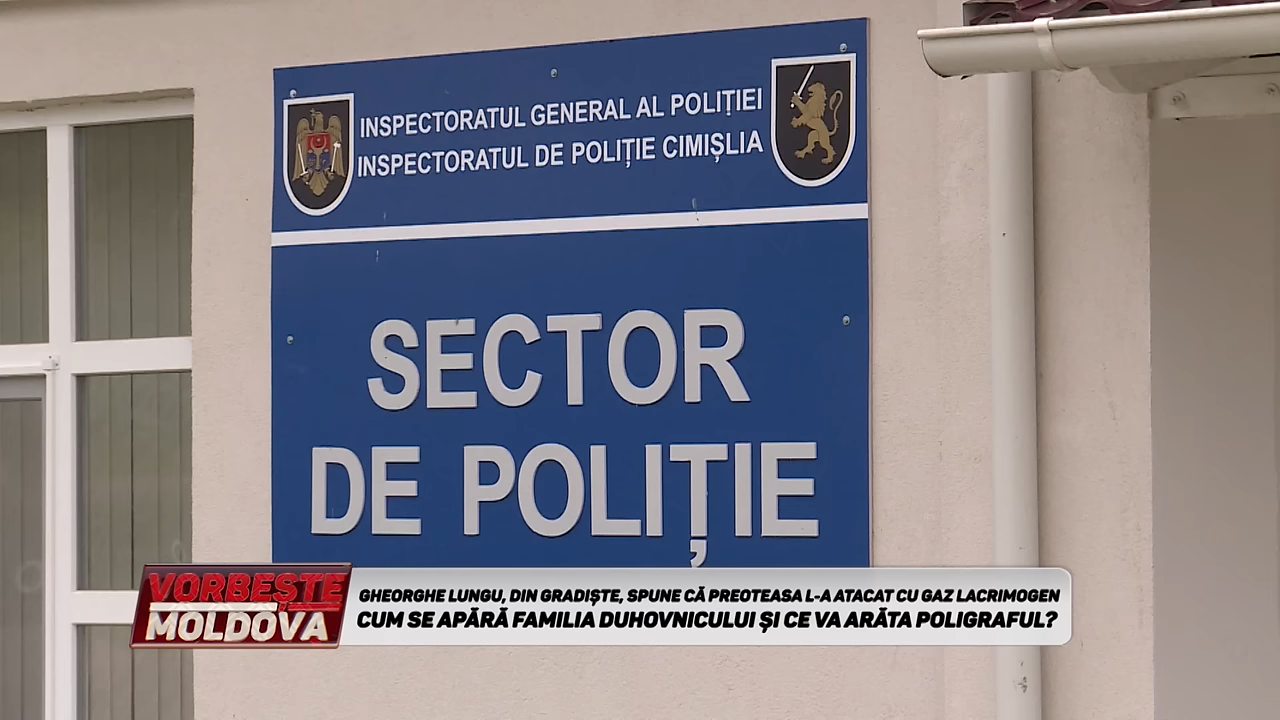 INSPECTORATUL GENERAL AL POLIȚIEI
INSPECTORATUL DE POLIȚIE CIMIȘLIA
SECTOR
DE POLIȚIE
VORBEȘTE
MOLDOVA
GHEORGHE LUNGU, DIN GRADIȘTE, SPUNE CĂ PREOTEASA L-A ATACAT CU GAZ LACRIMOGEN
CUM SE APĂRĂ FAMILIA DUHOVNICULUI ȘI CE VA ARĂTA POLIGRAFUL?